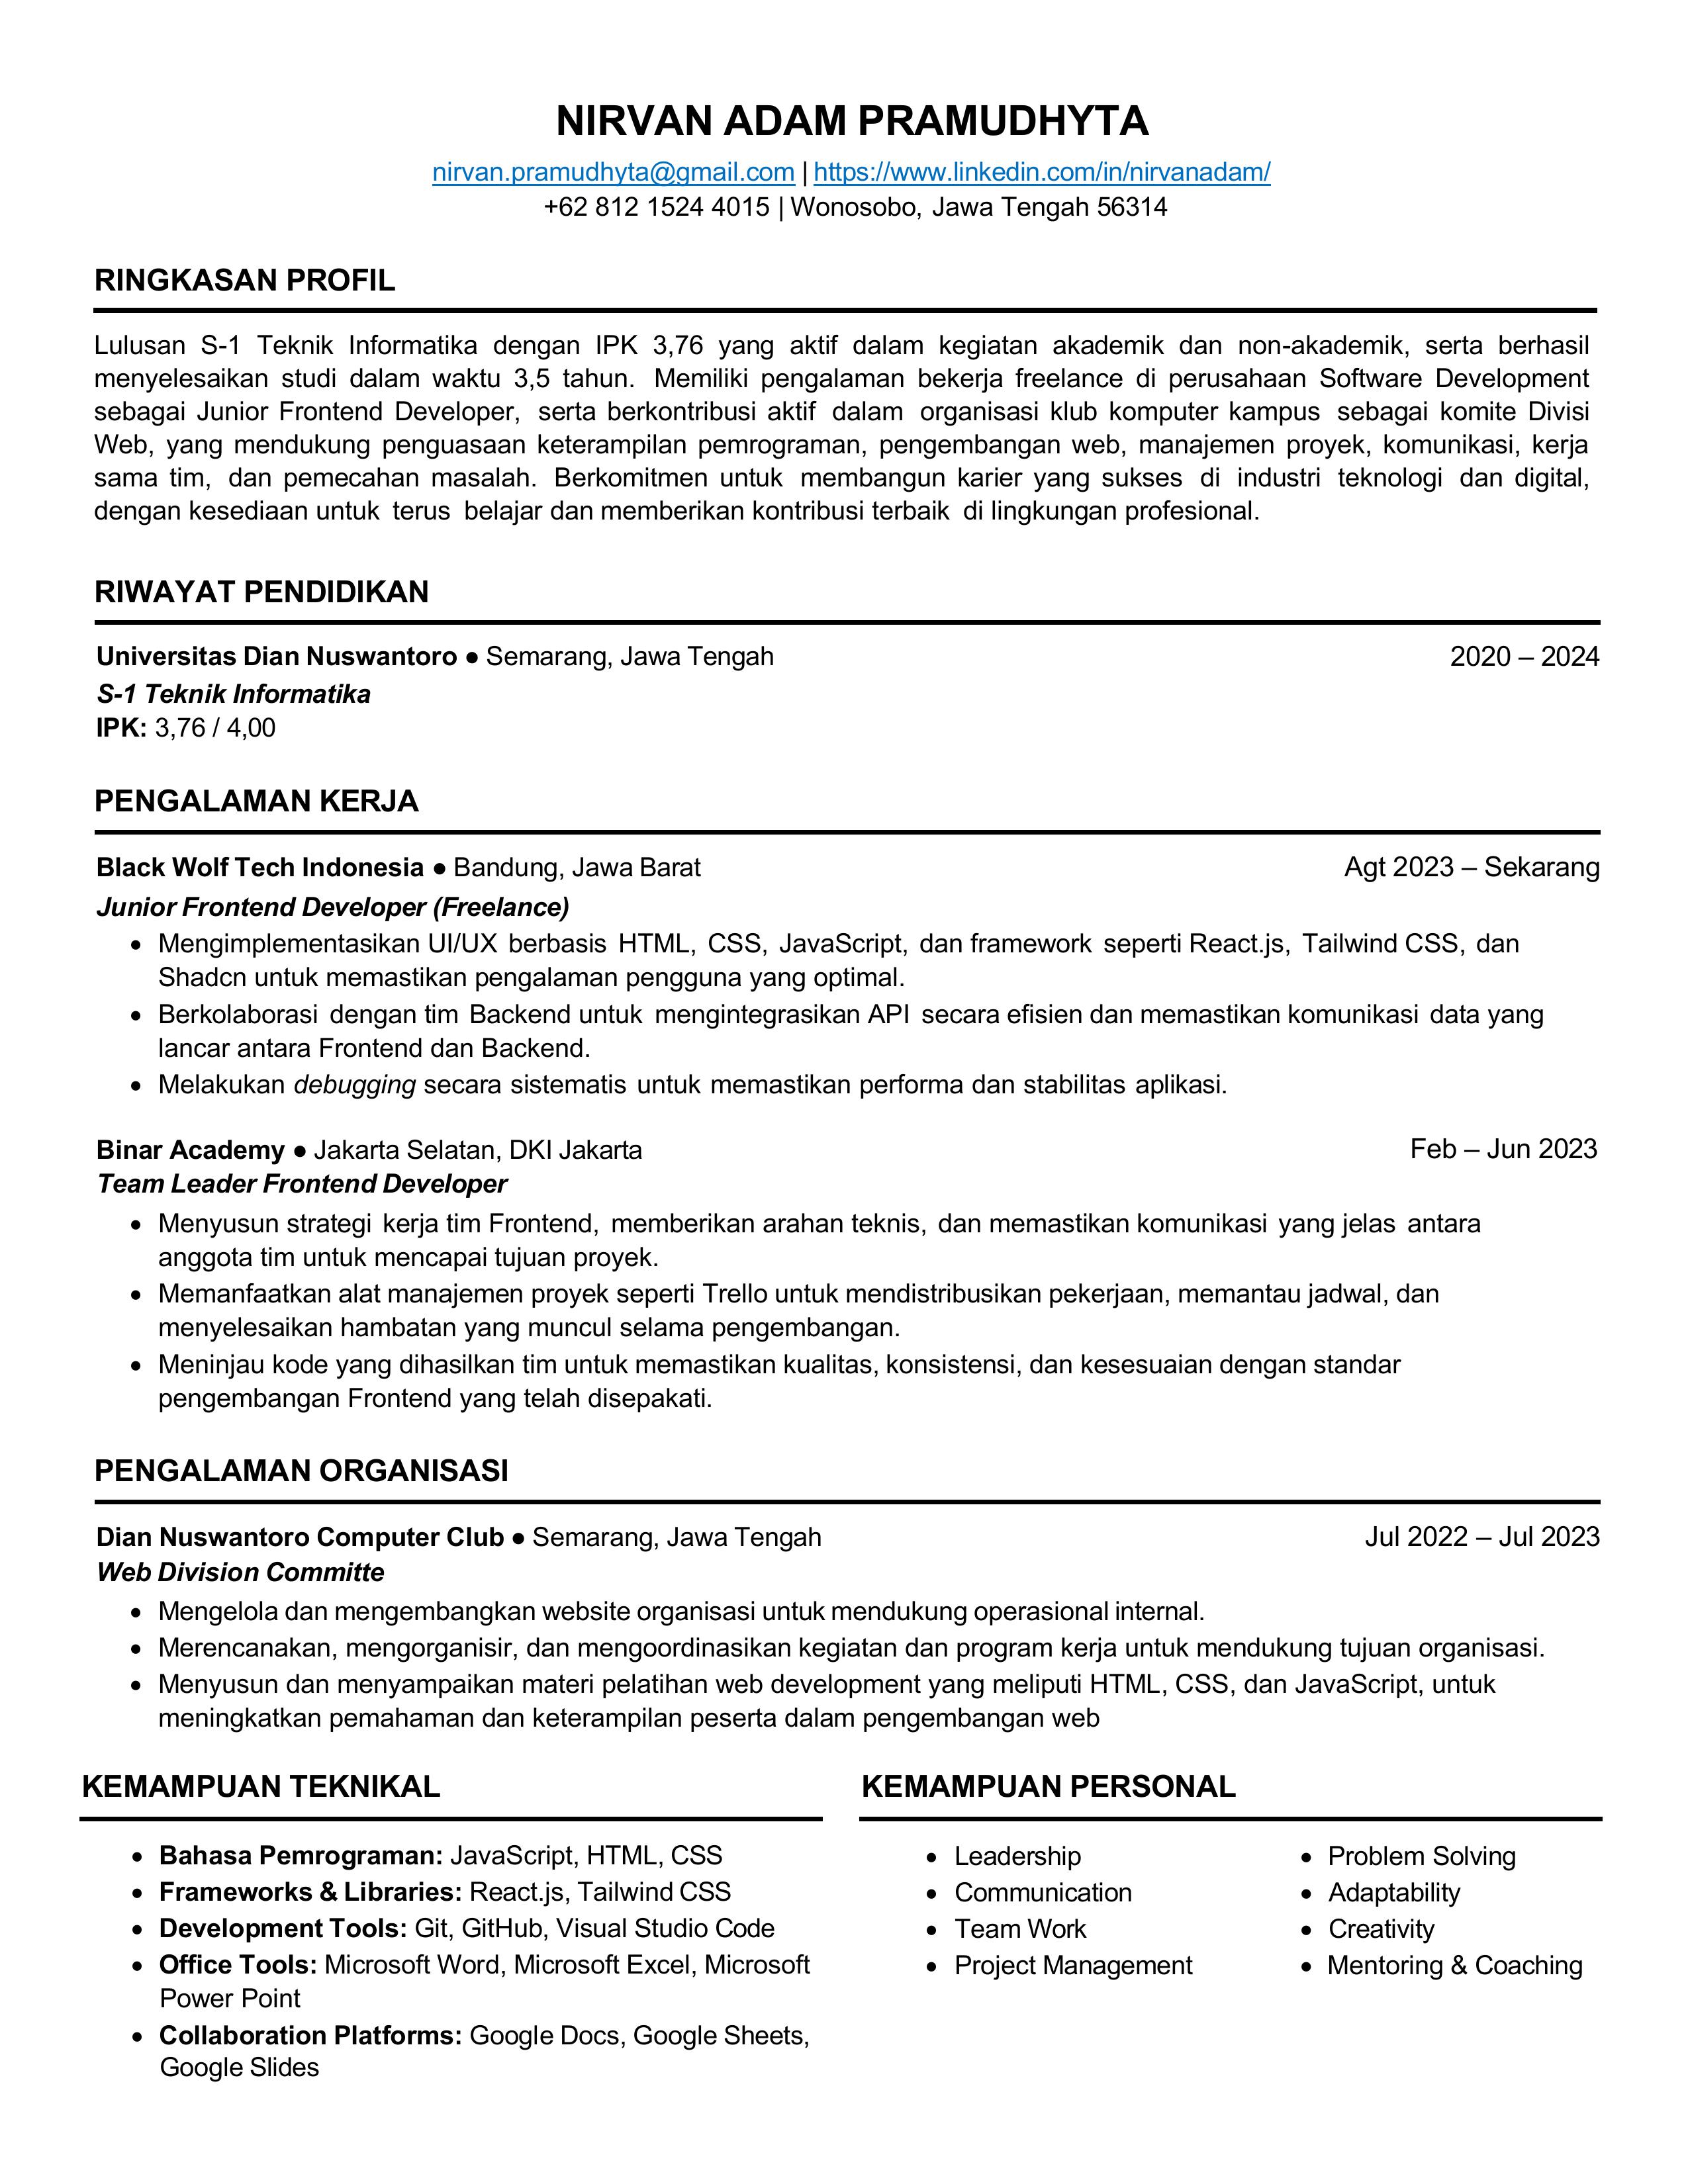 NIRVAN ADAM PRAMUDHYTA
nirvan.pramudhyta@gmail.com | https://www.linkedin.com/in/nirvanadam/
+62 812 1524 4015 | Wonosobo, Jawa Tengah 56314
RINGKASAN PROFIL
Lulusan S-1 Teknik Informatika dengan IPK 3,76 yang aktif dalam kegiatan akademik dan non-akademik, serta berhasil
menyelesaikan studi dalam waktu 3,5 tahun. Memiliki pengalaman bekerja freelance di perusahaan Software Development
sebagai Junior Frontend Developer, serta berkontribusi aktif dalam organisasi klub komputer kampus sebagai komite Divisi
Web, yang mendukung penguasaan keterampilan pemrograman, pengembangan web, manajemen proyek, komunikasi, kerja
sama tim, dan pemecahan masalah. Berkomitmen untuk membangun karier yang sukses di industri teknologi dan digital,
dengan kesediaan untuk terus belajar dan memberikan kontribusi terbaik di lingkungan profesional.
RIWAYAT PENDIDIKAN
Universitas Dian Nuswantoro ● Semarang, Jawa Tengah 2020 – 2024
S-1 Teknik Informatika
IPK: 3,76 / 4,00
PENGALAMAN KERJA
Black Wolf Tech Indonesia ● Bandung, Jawa Barat Agt 2023 – Sekarang
Junior Frontend Developer (Freelance)
• Mengimplementasikan UI/UX berbasis HTML, CSS, JavaScript, dan framework seperti React.js, Tailwind CSS, dan
Shadcn untuk memastikan pengalaman pengguna yang optimal.
• Berkolaborasi dengan tim Backend untuk mengintegrasikan API secara efisien dan memastikan komunikasi data yang
lancar antara Frontend dan Backend.
• Melakukan debugging secara sistematis untuk memastikan performa dan stabilitas aplikasi.
Binar Academy ● Jakarta Selatan, DKI Jakarta Feb – Jun 2023
Team Leader Frontend Developer
• Menyusun strategi kerja tim Frontend, memberikan arahan teknis, dan memastikan komunikasi yang jelas antara
anggota tim untuk mencapai tujuan proyek.
• Memanfaatkan alat manajemen proyek seperti Trello untuk mendistribusikan pekerjaan, memantau jadwal, dan
menyelesaikan hambatan yang muncul selama pengembangan.
• Meninjau kode yang dihasilkan tim untuk memastikan kualitas, konsistensi, dan kesesuaian dengan standar
pengembangan Frontend yang telah disepakati.
PENGALAMAN ORGANISASI
Dian Nuswantoro Computer Club ● Semarang, Jawa Tengah Jul 2022 – Jul 2023
Web Division Committe
• Mengelola dan mengembangkan website organisasi untuk mendukung operasional internal.
• Merencanakan, mengorganisir, dan mengoordinasikan kegiatan dan program kerja untuk mendukung tujuan organisasi.
• Menyusun dan menyampaikan materi pelatihan web development yang meliputi HTML, CSS, dan JavaScript, untuk
meningkatkan pemahaman dan keterampilan peserta dalam pengembangan web
KEMAMPUAN TEKNIKAL
• Bahasa Pemrograman: JavaScript, HTML, CSS
• Frameworks & Libraries: React.js, Tailwind CSS
• Development Tools: Git, GitHub, Visual Studio Code
• Office Tools: Microsoft Word, Microsoft Excel, Microsoft
Power Point
• Collaboration Platforms: Google Docs, Google Sheets,
Google Slides
KEMAMPUAN PERSONAL
• Leadership
• Communication
• Team Work
• Project Management
• Problem Solving
• Adaptability
• Creativity
• Mentoring & Coaching